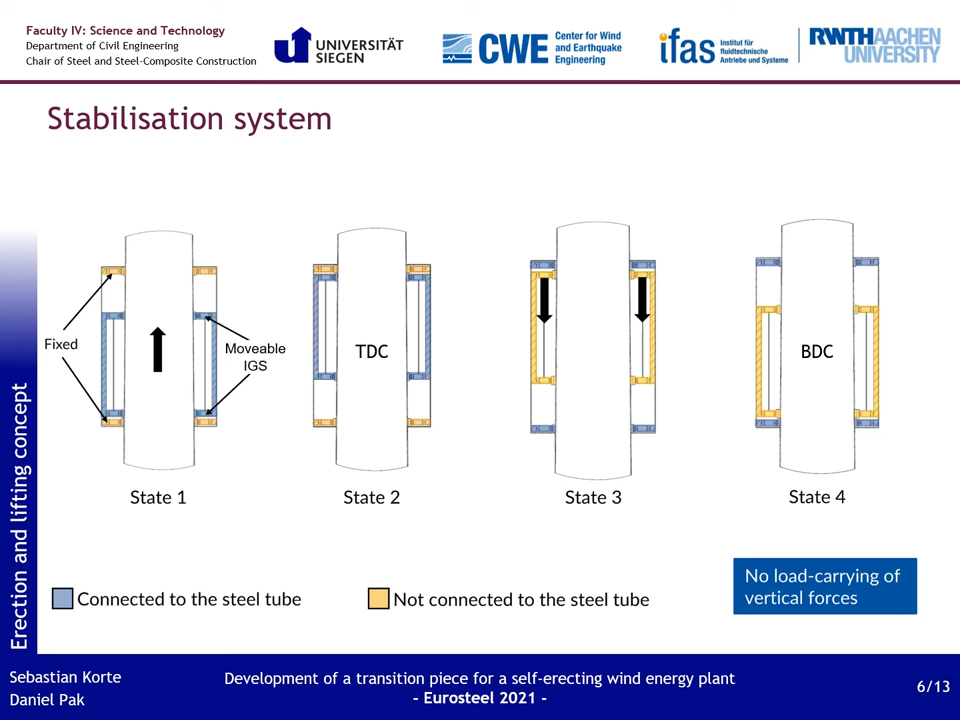 Faculty IV: Science and Technology
Department of Civil Engineering
Chair of Steel and Steel-Composite Construction
UNIVERSITÄT
SIEGEN
CWE
Center for Wind
and Earthquake
Engineering
ifas
Institut für
fluidtechnische
Antriebe und Systeme
RWTHAACHEN
UNIVERSITY
Stabilisation system
Erection and lifting concept
Fixed
Moveable
IGS
TDC
BDC
State 1
State 2
State 3
State 4
Connected to the steel tube
Not connected to the steel tube
No load-carrying of
vertical forces
Sebastian Korte
Daniel Pak
Development of a transition piece for a self-erecting wind energy plant
- Eurosteel 2021 -
6/13